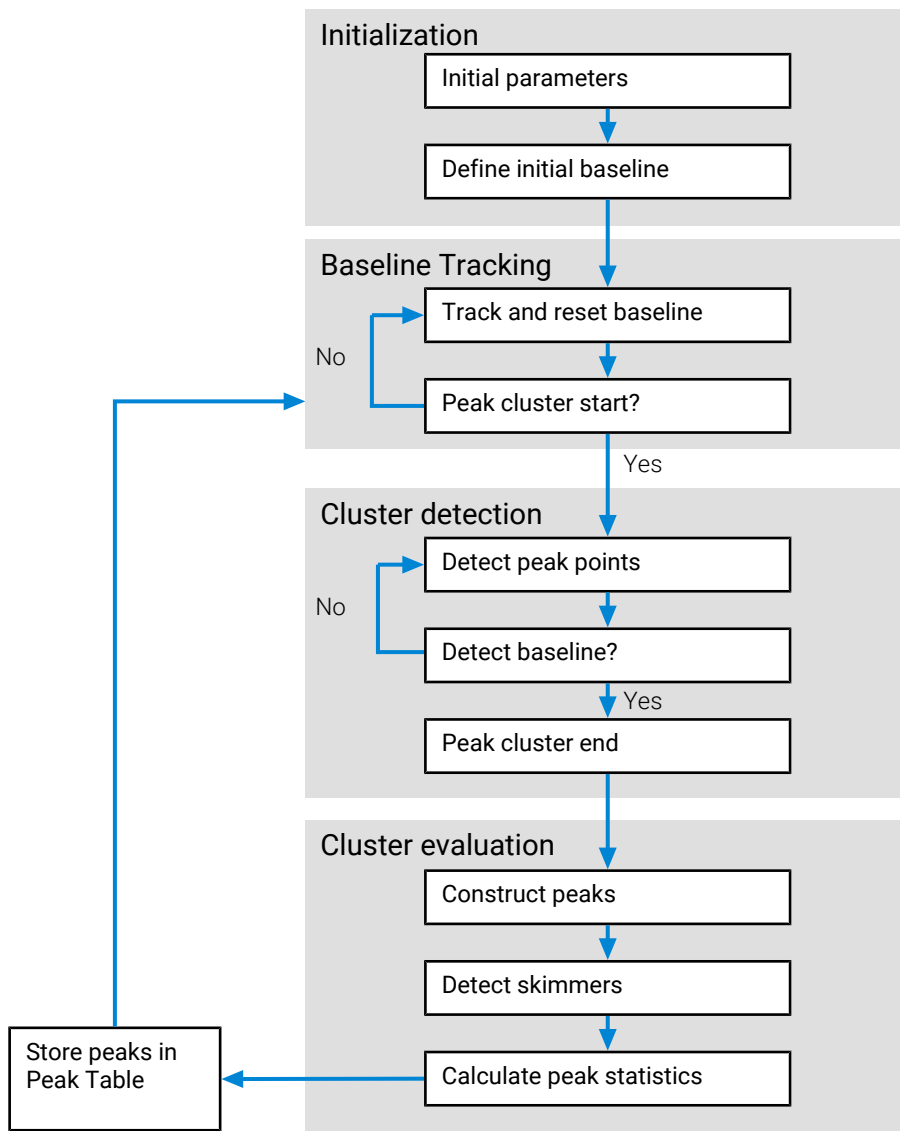 Initialization
Initial parameters
Define initial baseline
Baseline Tracking
Track and reset baseline
No
Peak cluster start?
Yes
Cluster detection
Detect peak points
No
Detect baseline?
Yes
Peak cluster end
Cluster evaluation
Construct peaks
Detect skimmers
Store peaks in
Peak Table
Calculate peak statistics